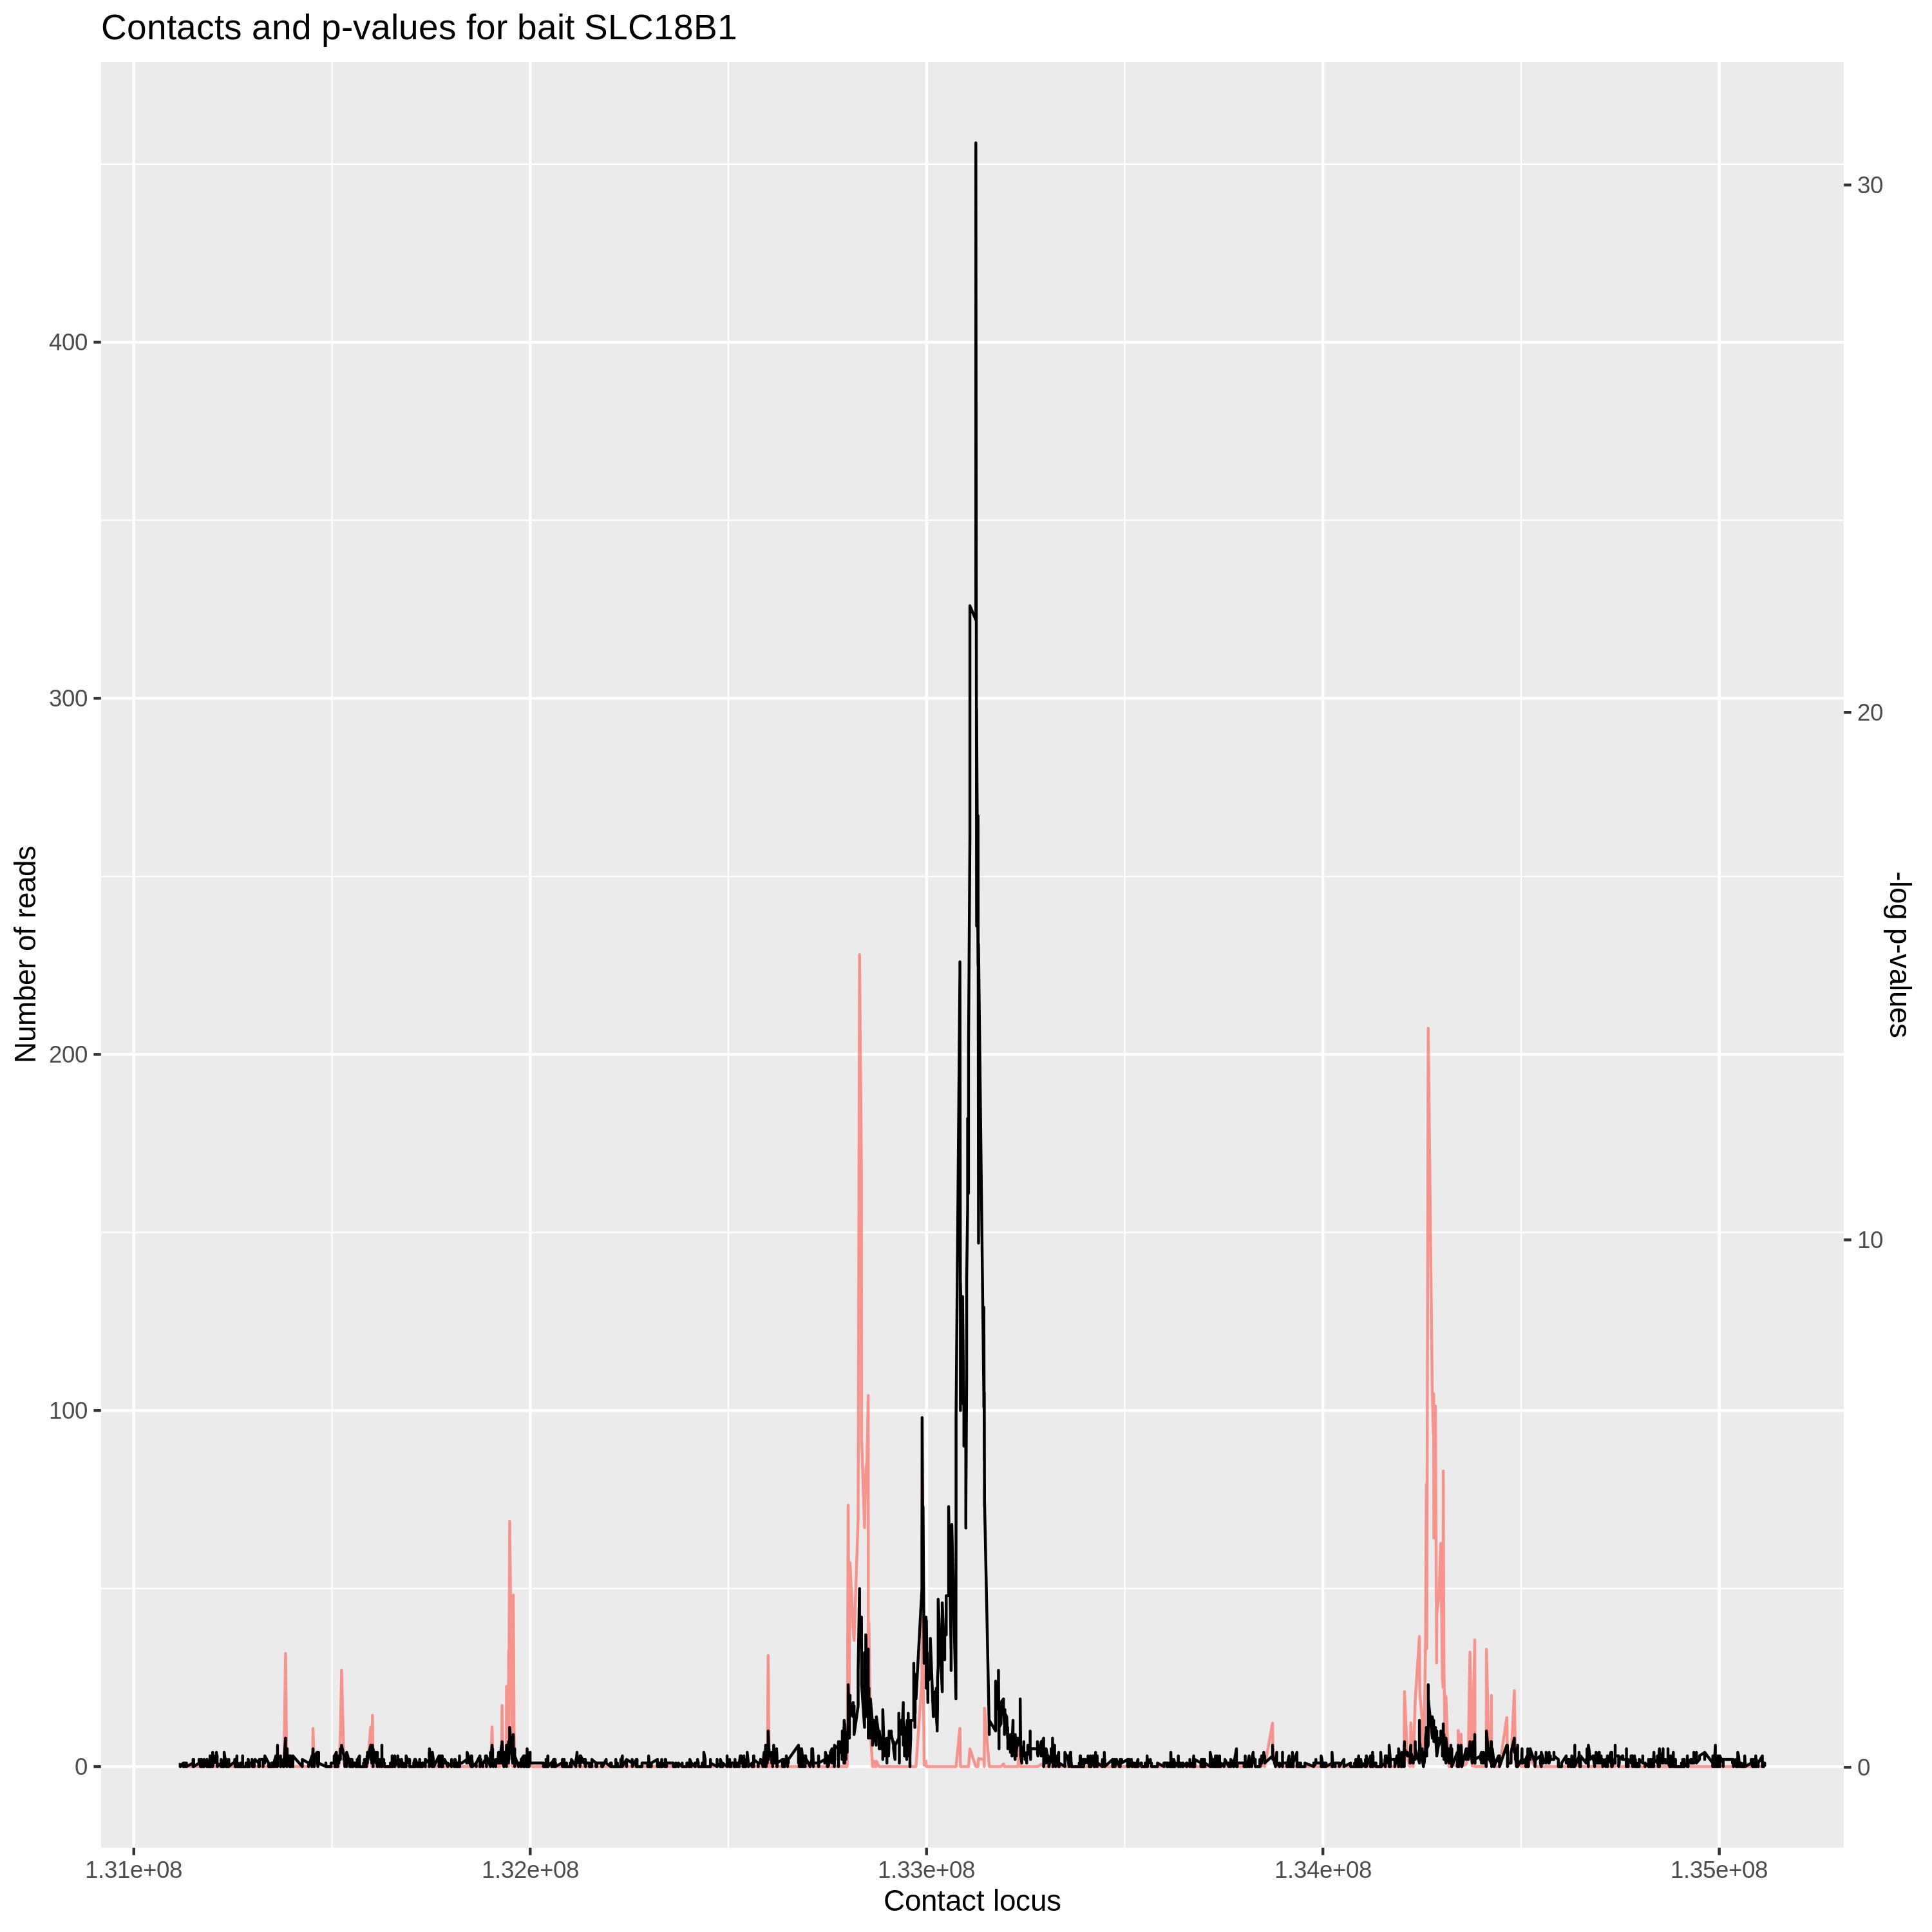 Contacts and p-values for bait SLC18B1
400
300
200
100
0
30
20
10
0
Number of reads
-log p-values
1.31e+08
1.32e+08
1.33e+08
1.34e+08
1.35e+08
Contact locus